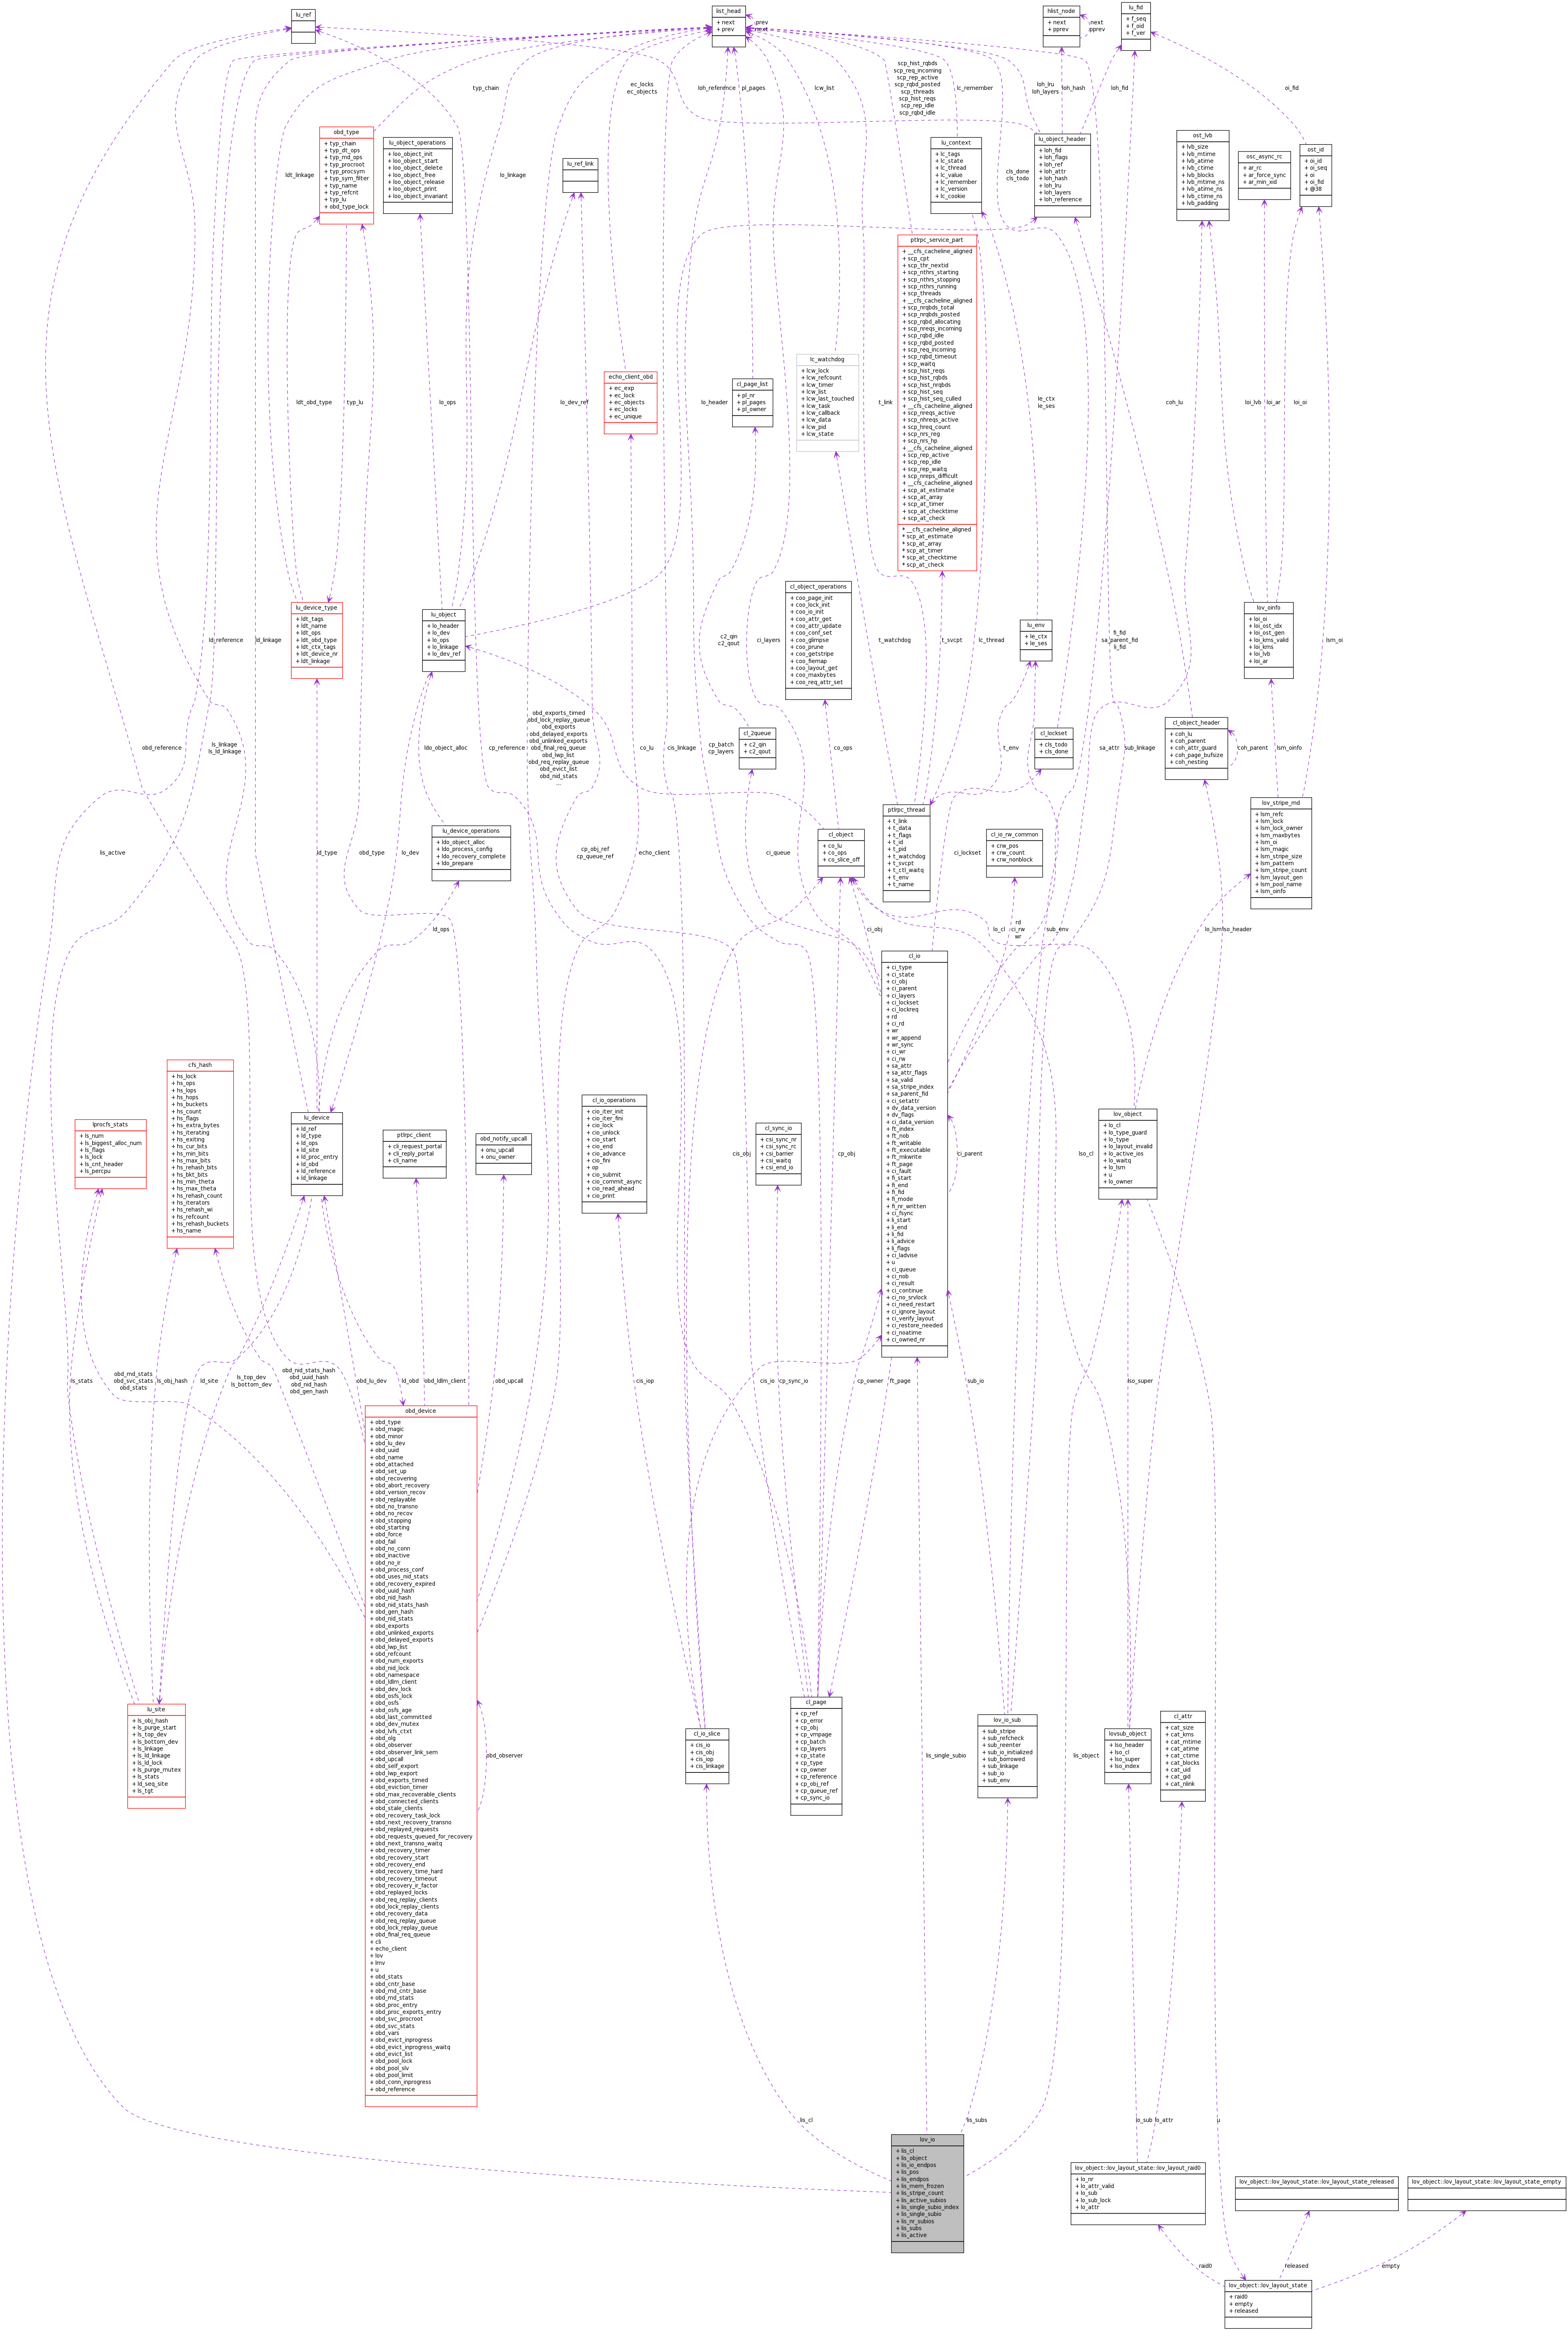 lu_ref
list_head
+ next
+ prev
prev
next
hlist_node
+ next
+ pprev
next
pprev
lu_fid
+ f_seq
+ f_oid
+ f_ver
typ_chain
ec_locks
ec_objects
loh_reference
pl_pages
lcw_list
scp_hist_rqbds
scp_req_incoming
scp_rep_active
scp_rqbd_posted
scp_threads
scp_hist_reqs
scp_rep_idle
scp_rqbd_idle
lc_remember
loh_lru
loh_layers
loh_hash
loh_fid
oi_fid
obd_type
+ typ_chain
+ typ_dt_ops
+ typ_md_ops
+ typ_procroot
+ typ_procsym
+ typ_sym_filter
+ typ_name
+ typ_refcnt
+ typ_lu
+ obd_type_lock
lu_object_operations
+ loo_object_init
+ loo_object_start
+ loo_object_delete
+ loo_object_free
+ loo_object_release
+ loo_object_print
+ loo_object_invariant
lu_ref_link
lu_context
+ lc_tags
+ lc_state
+ lc_thread
+ lc_value
+ lc_remember
+ lc_version
+ lc_cookie
lu_object_header
+ loh_fid
+ loh_flags
+ loh_ref
+ loh_attr
+ loh_hash
+ loh_lru
+ loh_layers
+ loh_reference
ost_lvb
+ lvb_size
+ lvb_mtime
+ lvb_atime
+ lvb_ctime
+ lvb_blocks
+ lvb_mtime_ns
+ lvb_atime_ns
+ lvb_ctime_ns
+ lvb_padding
osc_async_rc
+ ar_rc
+ ar_force_sync
+ ar_min_xid
ost_id
+ oi_id
+ oi_seq
+ oi
+ oi_fid
+ @38
ldt_linkage
lo_linkage
cls_done
cls_todo
ptlrpc_service_part
+ __cfs_cacheline_aligned
+ scp_cpt
+ scp_thr_nextid
+ scp_nthrs_starting
+ scp_nthrs_stopping
+ scp_nthrs_running
+ scp_threads
+ __cfs_cacheline_aligned
+ scp_nrqbds_total
+ scp_nrqbds_posted
+ scp_rqbd_allocating
+ scp_nreqs_incoming
+ scp_rqbd_idle
+ scp_rqbd_posted
+ scp_req_incoming
+ scp_rqbd_timeout
+ scp_waitq
+ scp_hist_reqs
+ scp_hist_rqbds
+ scp_hist_nrqbds
+ scp_hist_seq
+ scp_hist_seq_culled
+ __cfs_cacheline_aligned
+ scp_nreqs_active
+ scp_nhreqs_active
+ scp_hreq_count
+ scp_nrs_reg
+ scp_nrs_hp
+ __cfs_cacheline_aligned
+ scp_rep_active
+ scp_rep_idle
+ scp_rep_waitq
+ scp_nreps_difficult
+ __cfs_cacheline_aligned
+ scp_at_estimate
+ scp_at_array
+ scp_at_timer
+ scp_at_checktime
+ scp_at_check
* __cfs_cacheline_aligned
* scp_at_estimate
* scp_at_array
* scp_at_timer
* scp_at_checktime
* scp_at_check
ldt_obd_type
typ_lu
lo_ops
lo_dev_ref
echo_client_obd
+ ec_exp
+ ec_lock
+ ec_objects
+ ec_locks
+ ec_unique
lo_header
cl_page_list
+ pl_nr
+ pl_pages
+ pl_owner
lc_watchdog
+ lcw_lock
+ lcw_refcount
+ lcw_timer
+ lcw_list
+ lcw_last_touched
+ lcw_task
+ lcw_callback
+ lcw_data
+ lcw_pid
+ lcw_state
t_link
le_ctx
le_ses
coh_lu
loi_lvb
loi_ar
loi_oi
lu_device_type
+ ldt_tags
+ ldt_name
+ ldt_ops
+ ldt_obd_type
+ ldt_ctx_tags
+ ldt_device_nr
+ ldt_linkage
lu_object
+ lo_header
+ lo_dev
+ lo_ops
+ lo_linkage
+ lo_dev_ref
ld_reference
ld_linkage
c2_qin
c2_qout
ci_layers
cl_object_operations
+ coo_page_init
+ coo_lock_init
+ coo_io_init
+ coo_attr_get
+ coo_attr_update
+ coo_conf_set
+ coo_glimpse
+ coo_prune
+ coo_getstripe
+ coo_fiemap
+ coo_layout_get
+ coo_maxbytes
+ coo_req_attr_set
t_watchdog
t_svcpt
lc_thread
lu_env
+ le_ctx
+ le_ses
fi_fid
sa_parent_fid
li_fid
lov_oinfo
+ loi_oi
+ loi_ost_idx
+ loi_ost_gen
+ loi_kms_valid
+ loi_kms
+ loi_lvb
+ loi_ar
lsm_oi
obd_reference
ls_linkage
ls_ld_linkage
ldo_object_alloc
cp_reference
obd_exports_timed
obd_lock_replay_queue
obd_exports
obd_delayed_exports
obd_unlinked_exports
obd_final_req_queue
obd_lwp_list
obd_req_replay_queue
obd_evict_list
obd_nid_stats
...
co_lu
cis_linkage
cp_batch
cp_layers
cl_2queue
+ c2_qin
+ c2_qout
co_ops
t_env
cl_lockset
+ cls_todo
+ cls_done
sa_attr
sub_linkage
cl_object_header
+ coh_lu
+ coh_parent
+ coh_attr_guard
+ coh_page_bufsize
+ coh_nesting
coh_parent
lsm_oinfo
lov_stripe_md
+ lsm_refc
+ lsm_lock
+ lsm_lock_owner
+ lsm_maxbytes
+ lsm_oi
+ lsm_magic
+ lsm_stripe_size
+ lsm_pattern
+ lsm_stripe_count
+ lsm_layout_gen
+ lsm_pool_name
+ lsm_oinfo
lis_active
ld_type
obd_type
lo_dev
lu_device_operations
+ ldo_object_alloc
+ ldo_process_config
+ ldo_recovery_complete
+ ldo_prepare
cp_obj_ref
cp_queue_ref
echo_client
ci_queue
cl_object
+ co_lu
+ co_ops
+ co_slice_off
ptlrpc_thread
+ t_link
+ t_data
+ t_flags
+ t_id
+ t_pid
+ t_watchdog
+ t_svcpt
+ t_ctl_waitq
+ t_env
+ t_name
ci_lockset
cl_io_rw_common
+ crw_pos
+ crw_count
+ crw_nonblock
ld_ops
ci_obj
lo_cl
rd
ci_rw
wr
sub_env
lo_lsm
lso_header
cl_io
+ ci_type
+ ci_state
+ ci_obj
+ ci_parent
+ ci_layers
+ ci_lockset
+ ci_lockreq
+ rd
+ ci_rd
+ wr
+ wr_append
+ wr_sync
+ ci_wr
+ ci_rw
+ sa_attr
+ sa_attr_flags
+ sa_valid
+ sa_stripe_index
+ sa_parent_fid
+ ci_setattr
+ dv_data_version
+ dv_flags
+ ci_data_version
+ ft_index
+ ft_nob
+ ft_writable
+ ft_executable
+ ft_mkwrite
+ ft_page
+ ci_fault
+ fi_start
+ fi_end
+ fi_fid
+ fi_mode
+ fi_nr_written
+ ci_fsync
+ li_start
+ li_end
+ li_fid
+ li_advice
+ li_flags
+ ci_ladvise
+ u
+ ci_queue
+ ci_nob
+ ci_result
+ ci_continue
+ ci_no_srvlock
+ ci_need_restart
+ ci_ignore_layout
+ ci_verify_layout
+ ci_restore_needed
+ ci_noatime
+ ci_owned_nr
cfs_hash
+ hs_lock
+ hs_ops
+ hs_lops
+ hs_hops
+ hs_buckets
+ hs_count
+ hs_flags
+ hs_extra_bytes
+ hs_iterating
+ hs_exiting
+ hs_cur_bits
+ hs_min_bits
+ hs_max_bits
+ hs_rehash_bits
+ hs_bkt_bits
+ hs_min_theta
+ hs_max_theta
+ hs_rehash_count
+ hs_iterators
+ hs_rehash_wi
+ hs_refcount
+ hs_rehash_buckets
+ hs_name
lprocfs_stats
+ ls_num
+ ls_biggest_alloc_num
+ ls_flags
+ ls_lock
+ ls_cnt_header
+ ls_percpu
lu_device
+ ld_ref
+ ld_type
+ ld_ops
+ ld_site
+ ld_proc_entry
+ ld_obd
+ ld_reference
+ ld_linkage
ptlrpc_client
+ cli_request_portal
+ cli_reply_portal
+ cli_name
obd_notify_upcall
+ onu_upcall
+ onu_owner
cl_io_operations
+ cio_iter_init
+ cio_iter_fini
+ cio_lock
+ cio_unlock
+ cio_start
+ cio_end
+ cio_advance
+ cio_fini
+ op
+ cio_submit
+ cio_commit_async
+ cio_read_ahead
+ cio_print
cis_obj
cl_sync_io
+ csi_sync_nr
+ csi_sync_rc
+ csi_barrier
+ csi_waitq
+ csi_end_io
cp_obj
ci_parent
lso_cl
lov_object
+ lo_cl
+ lo_type_guard
+ lo_type
+ lo_layout_invalid
+ lo_active_ios
+ lo_waitq
+ lo_lsm
+ u
+ lo_owner
ls_stats
obd_md_stats
obd_svc_stats
obd_stats
ls_obj_hash
ld_site
ls_top_dev
ls_bottom_dev
obd_nid_stats_hash
obd_uuid_hash
obd_nid_hash
obd_gen_hash
obd_lu_dev
ld_obd
obd_ldlm_client
obd_upcall
cis_iop
cis_io
cp_sync_io
cp_owner
ft_page
sub_io
lso_super
obd_device
+ obd_type
+ obd_magic
+ obd_minor
+ obd_lu_dev
+ obd_uuid
+ obd_name
+ obd_attached
+ obd_set_up
+ obd_recovering
+ obd_abort_recovery
+ obd_version_recov
+ obd_replayable
+ obd_no_transno
+ obd_no_recov
+ obd_stopping
+ obd_starting
+ obd_force
+ obd_fail
+ obd_no_conn
+ obd_inactive
+ obd_no_ir
+ obd_process_conf
+ obd_uses_nid_stats
+ obd_recovery_expired
+ obd_uuid_hash
+ obd_nid_hash
+ obd_nid_stats_hash
+ obd_gen_hash
+ obd_nid_stats
+ obd_exports
+ obd_unlinked_exports
+ obd_delayed_exports
+ obd_lwp_list
+ obd_refcount
+ obd_num_exports
+ obd_nid_lock
+ obd_namespace
+ obd_ldlm_client
+ obd_dev_lock
+ obd_osfs_lock
+ obd_osfs
+ obd_osfs_age
+ obd_last_committed
+ obd_dev_mutex
+ obd_lvfs_ctxt
+ obd_olg
+ obd_observer
+ obd_observer_link_sem
+ obd_upcall
+ obd_self_export
+ obd_lwp_export
+ obd_exports_timed
+ obd_eviction_timer
+ obd_max_recoverable_clients
+ obd_connected_clients
+ obd_stale_clients
+ obd_recovery_task_lock
+ obd_next_recovery_transno
+ obd_replayed_requests
+ obd_requests_queued_for_recovery
+ obd_next_transno_waitq
+ obd_recovery_timer
+ obd_recovery_start
+ obd_recovery_end
+ obd_recovery_time_hard
+ obd_recovery_timeout
+ obd_recovery_ir_factor
+ obd_replayed_locks
+ obd_req_replay_clients
+ obd_lock_replay_clients
+ obd_recovery_data
+ obd_req_replay_queue
+ obd_lock_replay_queue
+ obd_final_req_queue
+ cli
+ echo_client
+ lov
+ lmv
+ u
+ obd_stats
+ obd_cntr_base
+ obd_md_cntr_base
+ obd_md_stats
+ obd_proc_entry
+ obd_proc_exports_entry
+ obd_svc_procroot
+ obd_svc_stats
+ obd_vars
+ obd_evict_inprogress
+ obd_evict_inprogress_waitq
+ obd_evict_list
+ obd_pool_lock
+ obd_pool_slv
+ obd_pool_limit
+ obd_conn_inprogress
+ obd_reference
obd_observer
lu_site
+ ls_obj_hash
+ ls_purge_start
+ ls_top_dev
+ ls_bottom_dev
+ ls_linkage
+ ls_ld_linkage
+ ls_ld_lock
+ ls_purge_mutex
+ ls_stats
+ ld_seq_site
+ ls_tgt
cl_io_slice
+ cis_io
+ cis_obj
+ cis_iop
+ cis_linkage
cl_page
+ cp_ref
+ cp_error
+ cp_obj
+ cp_vmpage
+ cp_batch
+ cp_layers
+ cp_state
+ cp_type
+ cp_owner
+ cp_reference
+ cp_obj_ref
+ cp_queue_ref
+ cp_sync_io
lis_single_subio
lov_io_sub
+ sub_stripe
+ sub_refcheck
+ sub_reenter
+ sub_io_initialized
+ sub_borrowed
+ sub_linkage
+ sub_io
+ sub_env
lis_object
lovsub_object
+ lso_header
+ lso_cl
+ lso_super
+ lso_index
cl_attr
+ cat_size
+ cat_kms
+ cat_mtime
+ cat_atime
+ cat_ctime
+ cat_blocks
+ cat_uid
+ cat_gid
+ cat_nlink
lis_cl
lis_subs
lo_sub
lo_attr
u
lov_io
+ lis_cl
+ lis_object
+ lis_io_endpos
+ lis_pos
+ lis_endpos
+ lis_mem_frozen
+ lis_stripe_count
+ lis_active_subios
+ lis_single_subio_index
+ lis_single_subio
+ lis_nr_subios
+ lis_subs
+ lis_active
lov_object::lov_layout_state::lov_layout_raid0
+ lo_nr
+ lo_attr_valid
+ lo_sub
+ lo_sub_lock
+ lo_attr
lov_object::lov_layout_state::lov_layout_state_released
lov_object::lov_layout_state::lov_layout_state_empty
raid0
released
empty
lov_object::lov_layout_state
+ raid0
+ empty
+ released